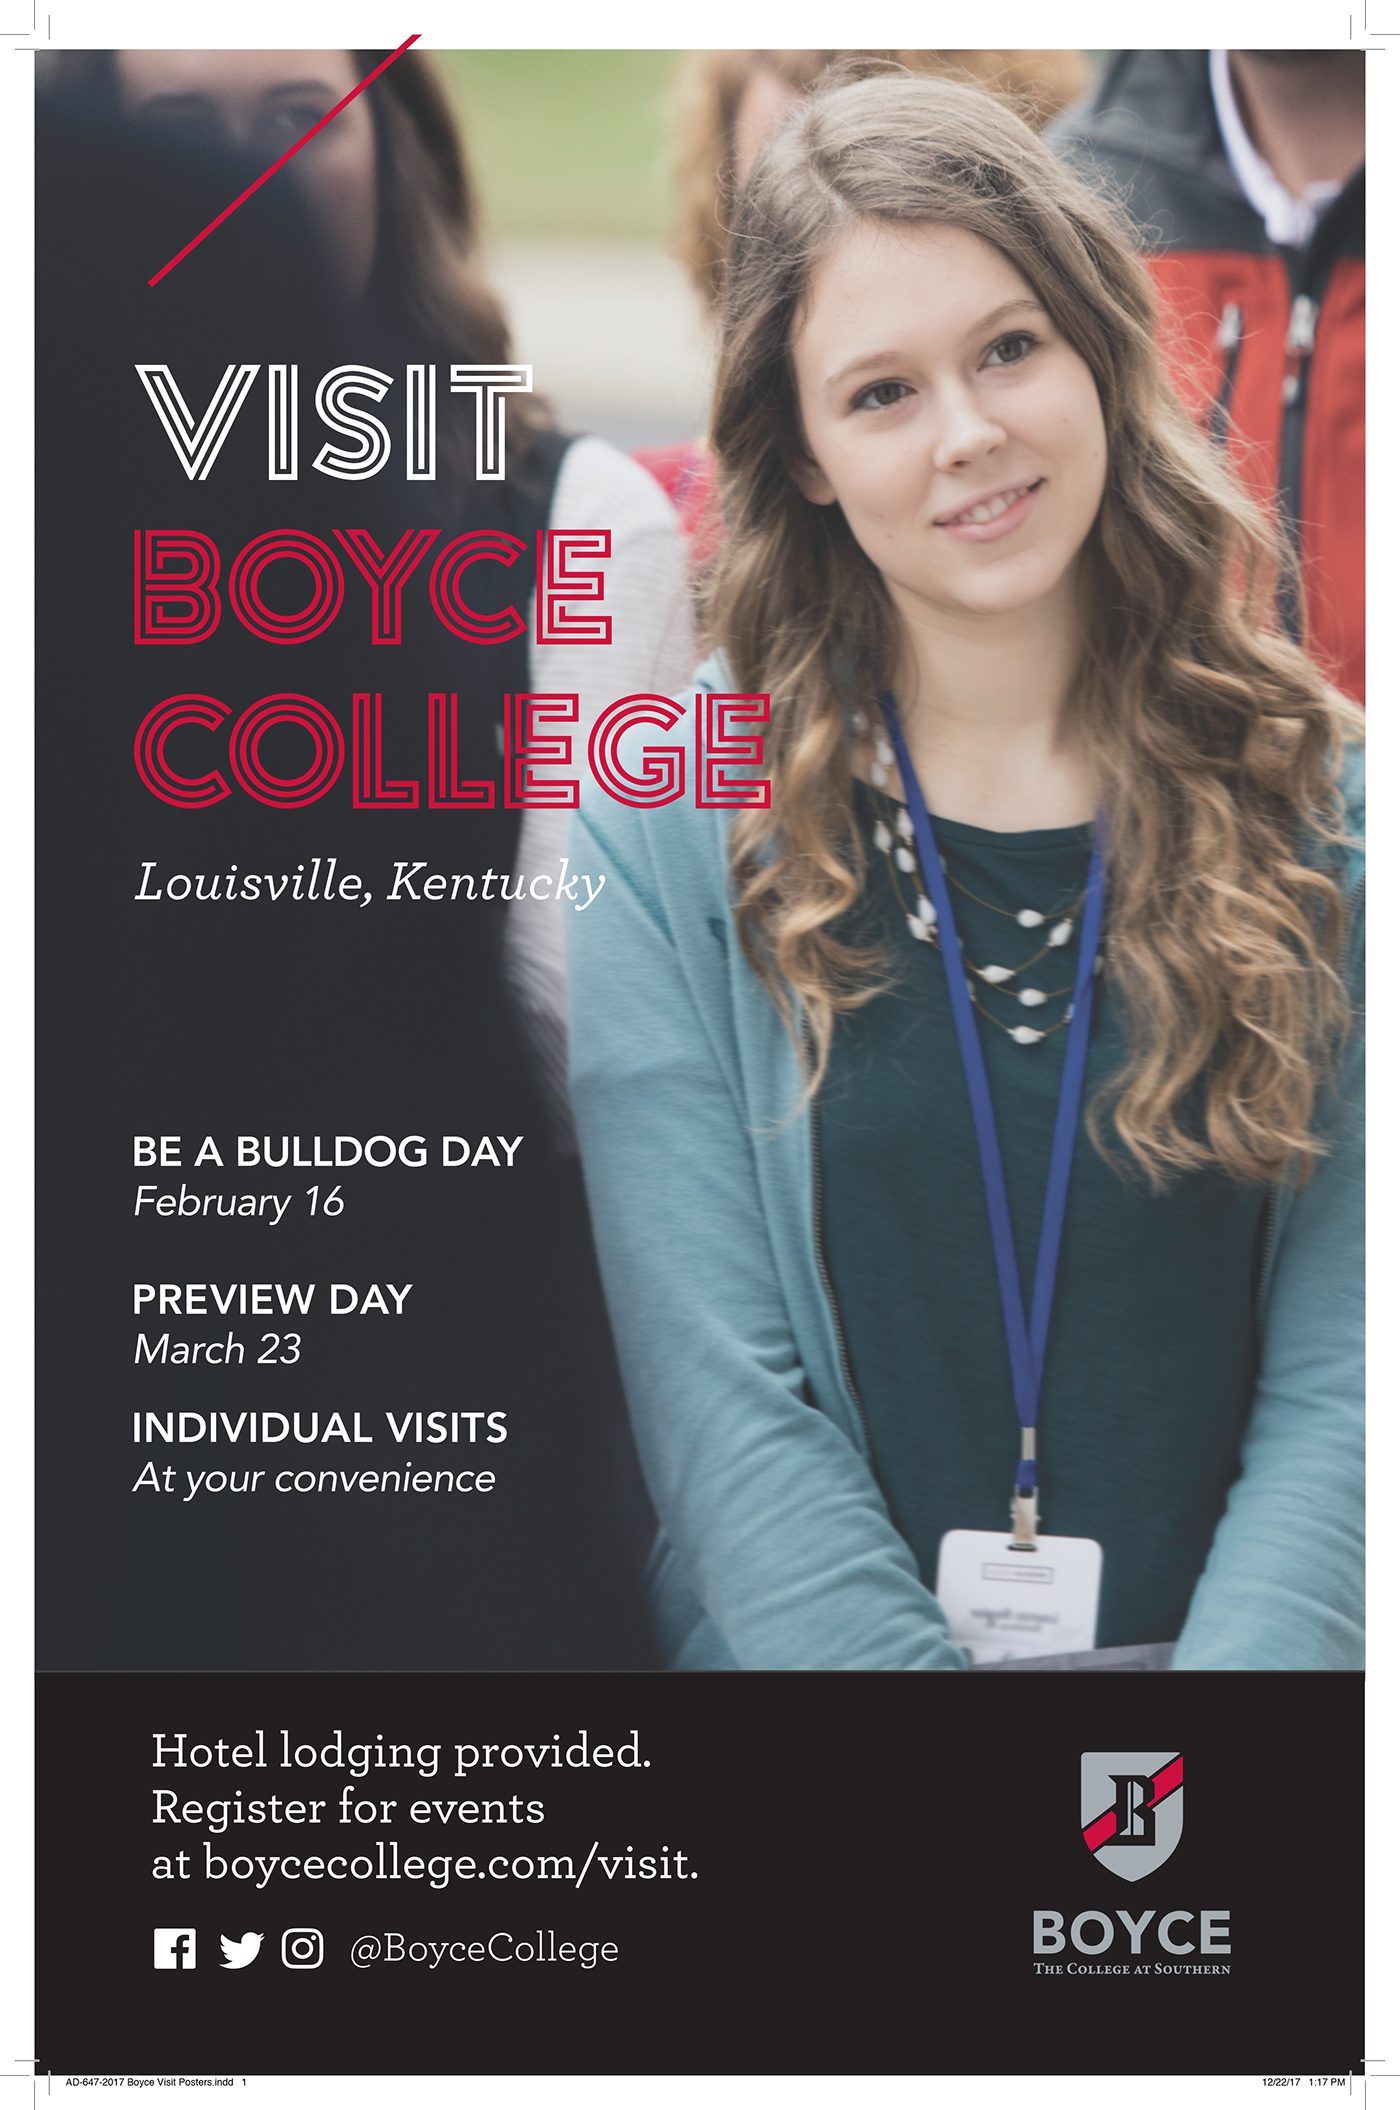 VISIT
BOYCE
COLLEGE
Louisville, Kentucky
BE A BULLDOG DAY
February 16
PREVIEW DAY
March 23
INDIVIDUAL VISITS
At your convenience
Hotel lodging provided.
Register for events
at boycecollege.com/visit.
@BoyceCollege
B
BOYCE
THE COLLEGE AT SOUTHERN
AD-647-2017 Boyce Visit Posters.indd 1
12/22/17 1:17 PM